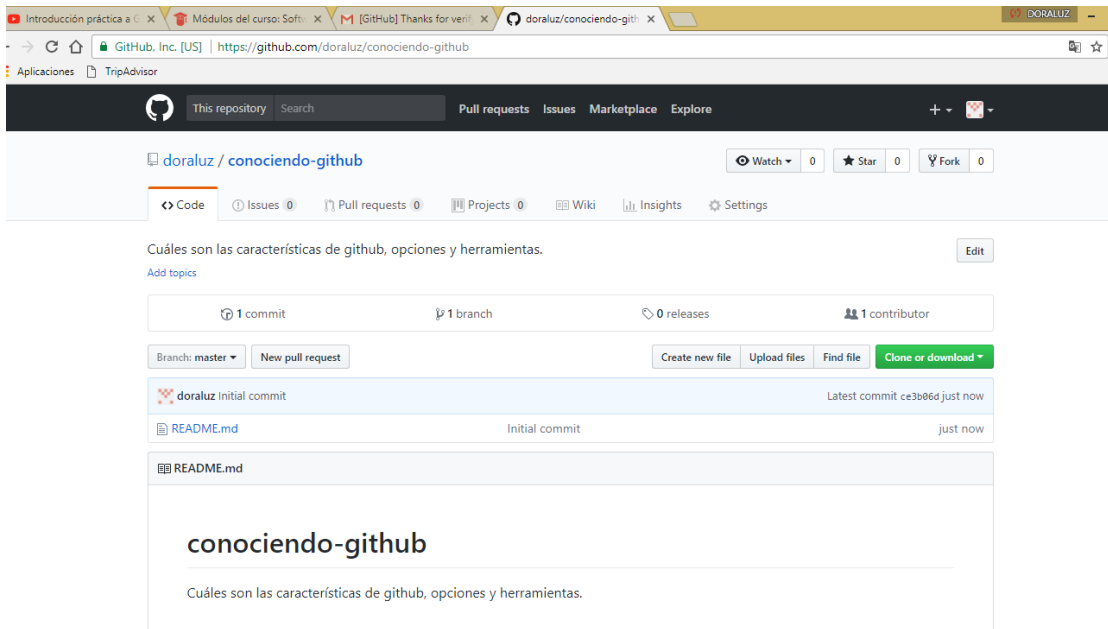 Introducción práctica a G Módulos del curso: Softw [GitHub] Thanks for verif doraluz/conociendo-gith DORALUZ
GitHub, Inc. [US] https://github.com/doraluz/conociendo-github
Aplicaciones TripAdvisor
This repository Search Pull requests Issues Marketplace Explore
doraluz / conociendo-github Watch 0 Star 0 Fork 0
Code Issues 0 Pull requests 0 Projects 0 Wiki Insights Settings
Cuáles son las características de github, opciones y herramientas. Edit
Add topics
1 commit 1 branch 0 releases 1 contributor
Branch: master New pull request Create new file Upload files Find file Clone or download
doraluz Initial commit Latest commit ce3b06d just now
README.md Initial commit just now
README.md
conociendo-github
Cuáles son las características de github, opciones y herramientas.